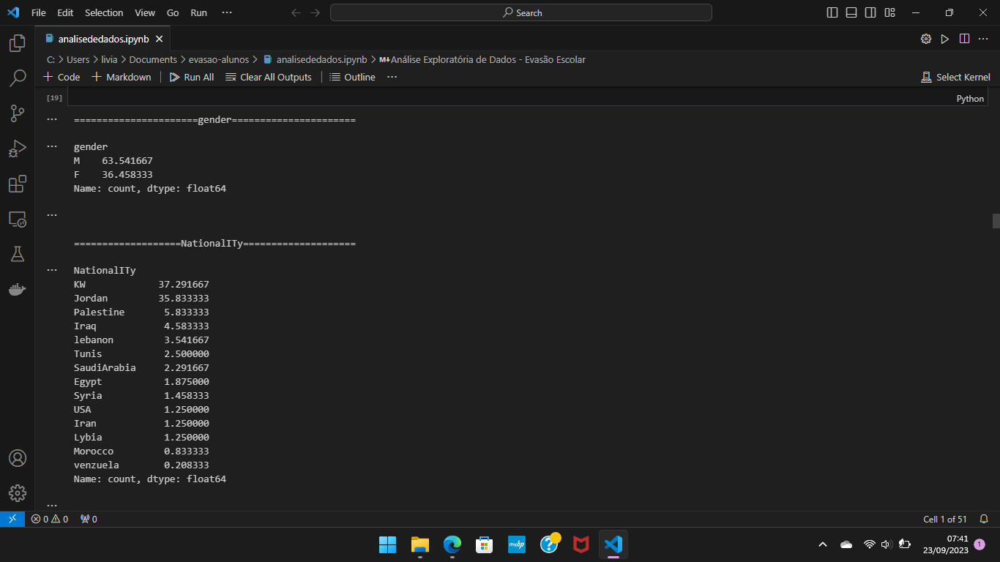 File Edit Selection View Go Run ··· Search
analisededados.ipynb
C: > Users > livia > Documents > evasao-alunos > analisededados.ipynb > M↓Análise Exploratória de Dados - Evasão Escolar
+ Code + Markdown Run All Clear All Outputs Outline ··· Select Kernel
[19] Python
======================gender======================
gender
M 63.541667
F 36.458333
Name: count, dtype: float64
===================NationalITy====================
NationalITy
KW 37.291667
Jordan 35.833333
Palestine 5.833333
Iraq 4.583333
lebanon 3.541667
Tunis 2.500000
SaudiArabia 2.291667
Egypt 1.875000
Syria 1.458333
USA 1.250000
Iran 1.250000
Lybia 1.250000
Morocco 0.833333
venzuela 0.208333
Name: count, dtype: float64
0 0 0 Cell 1 of 51
myhp 07:41
23/09/2023 1